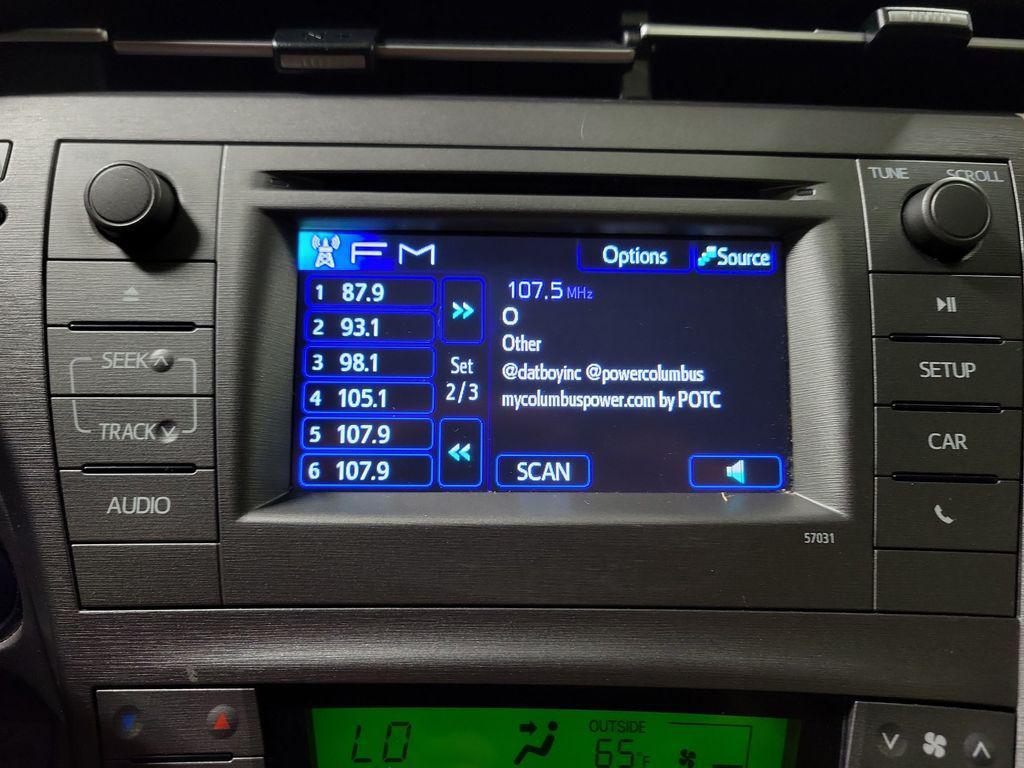 TUNE SCROLL
FM
Options
Source
1 87.9
2 93.1
3 98.1
4 105.1
5 107.9
6 107.9
Set
2/3
107.5 MHz
O
Other
@datboyinc @powercolumbus
mycolumbuspower.com by POTC
SCAN
SEEK
TRACK
AUDIO
SETUP
CAR
57031
LO
OUTSIDE
65°F